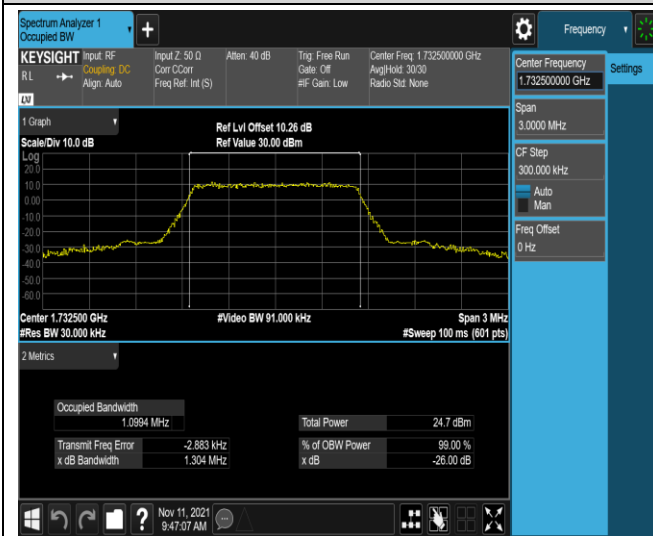 Spectrum Analyzer 1
Occupied BW
Frequency
KEYSIGHT
RL
Input: RF
Coupling: DC
Align: Auto
Input Z: 50 Ω
Corr CCorr
Freq Ref: Int (S)
Atten: 40 dB
Trig: Free Run
Gate: Off
#IF Gain: Low
Center Freq: 1.732500000 GHz
Avg|Hold: 30/30
Radio Std: None
LXI
1 Graph
Scale/Div 10.0 dB
Ref Lvl Offset 10.26 dB
Ref Value 30.00 dBm
Log
20.0
10.0
0.00
-10.0
-20.0
-30.0
-40.0
-50.0
-60.0
Center 1.732500 GHz
#Res BW 30.000 kHz
#Video BW 91.000 kHz
Span 3 MHz
#Sweep 100 ms (601 pts)
2 Metrics
Occupied Bandwidth
1.0994 MHz
Total Power 24.7 dBm
Transmit Freq Error -2.883 kHz
% of OBW Power 99.00 %
x dB Bandwidth 1.304 MHz
x dB -26.00 dB
Center Frequency
1.732500000 GHz
Settings
Span
3.0000 MHz
CF Step
300.000 kHz
Auto
Man
Freq Offset
0 Hz
Nov 11, 2021
9:47:07 AM